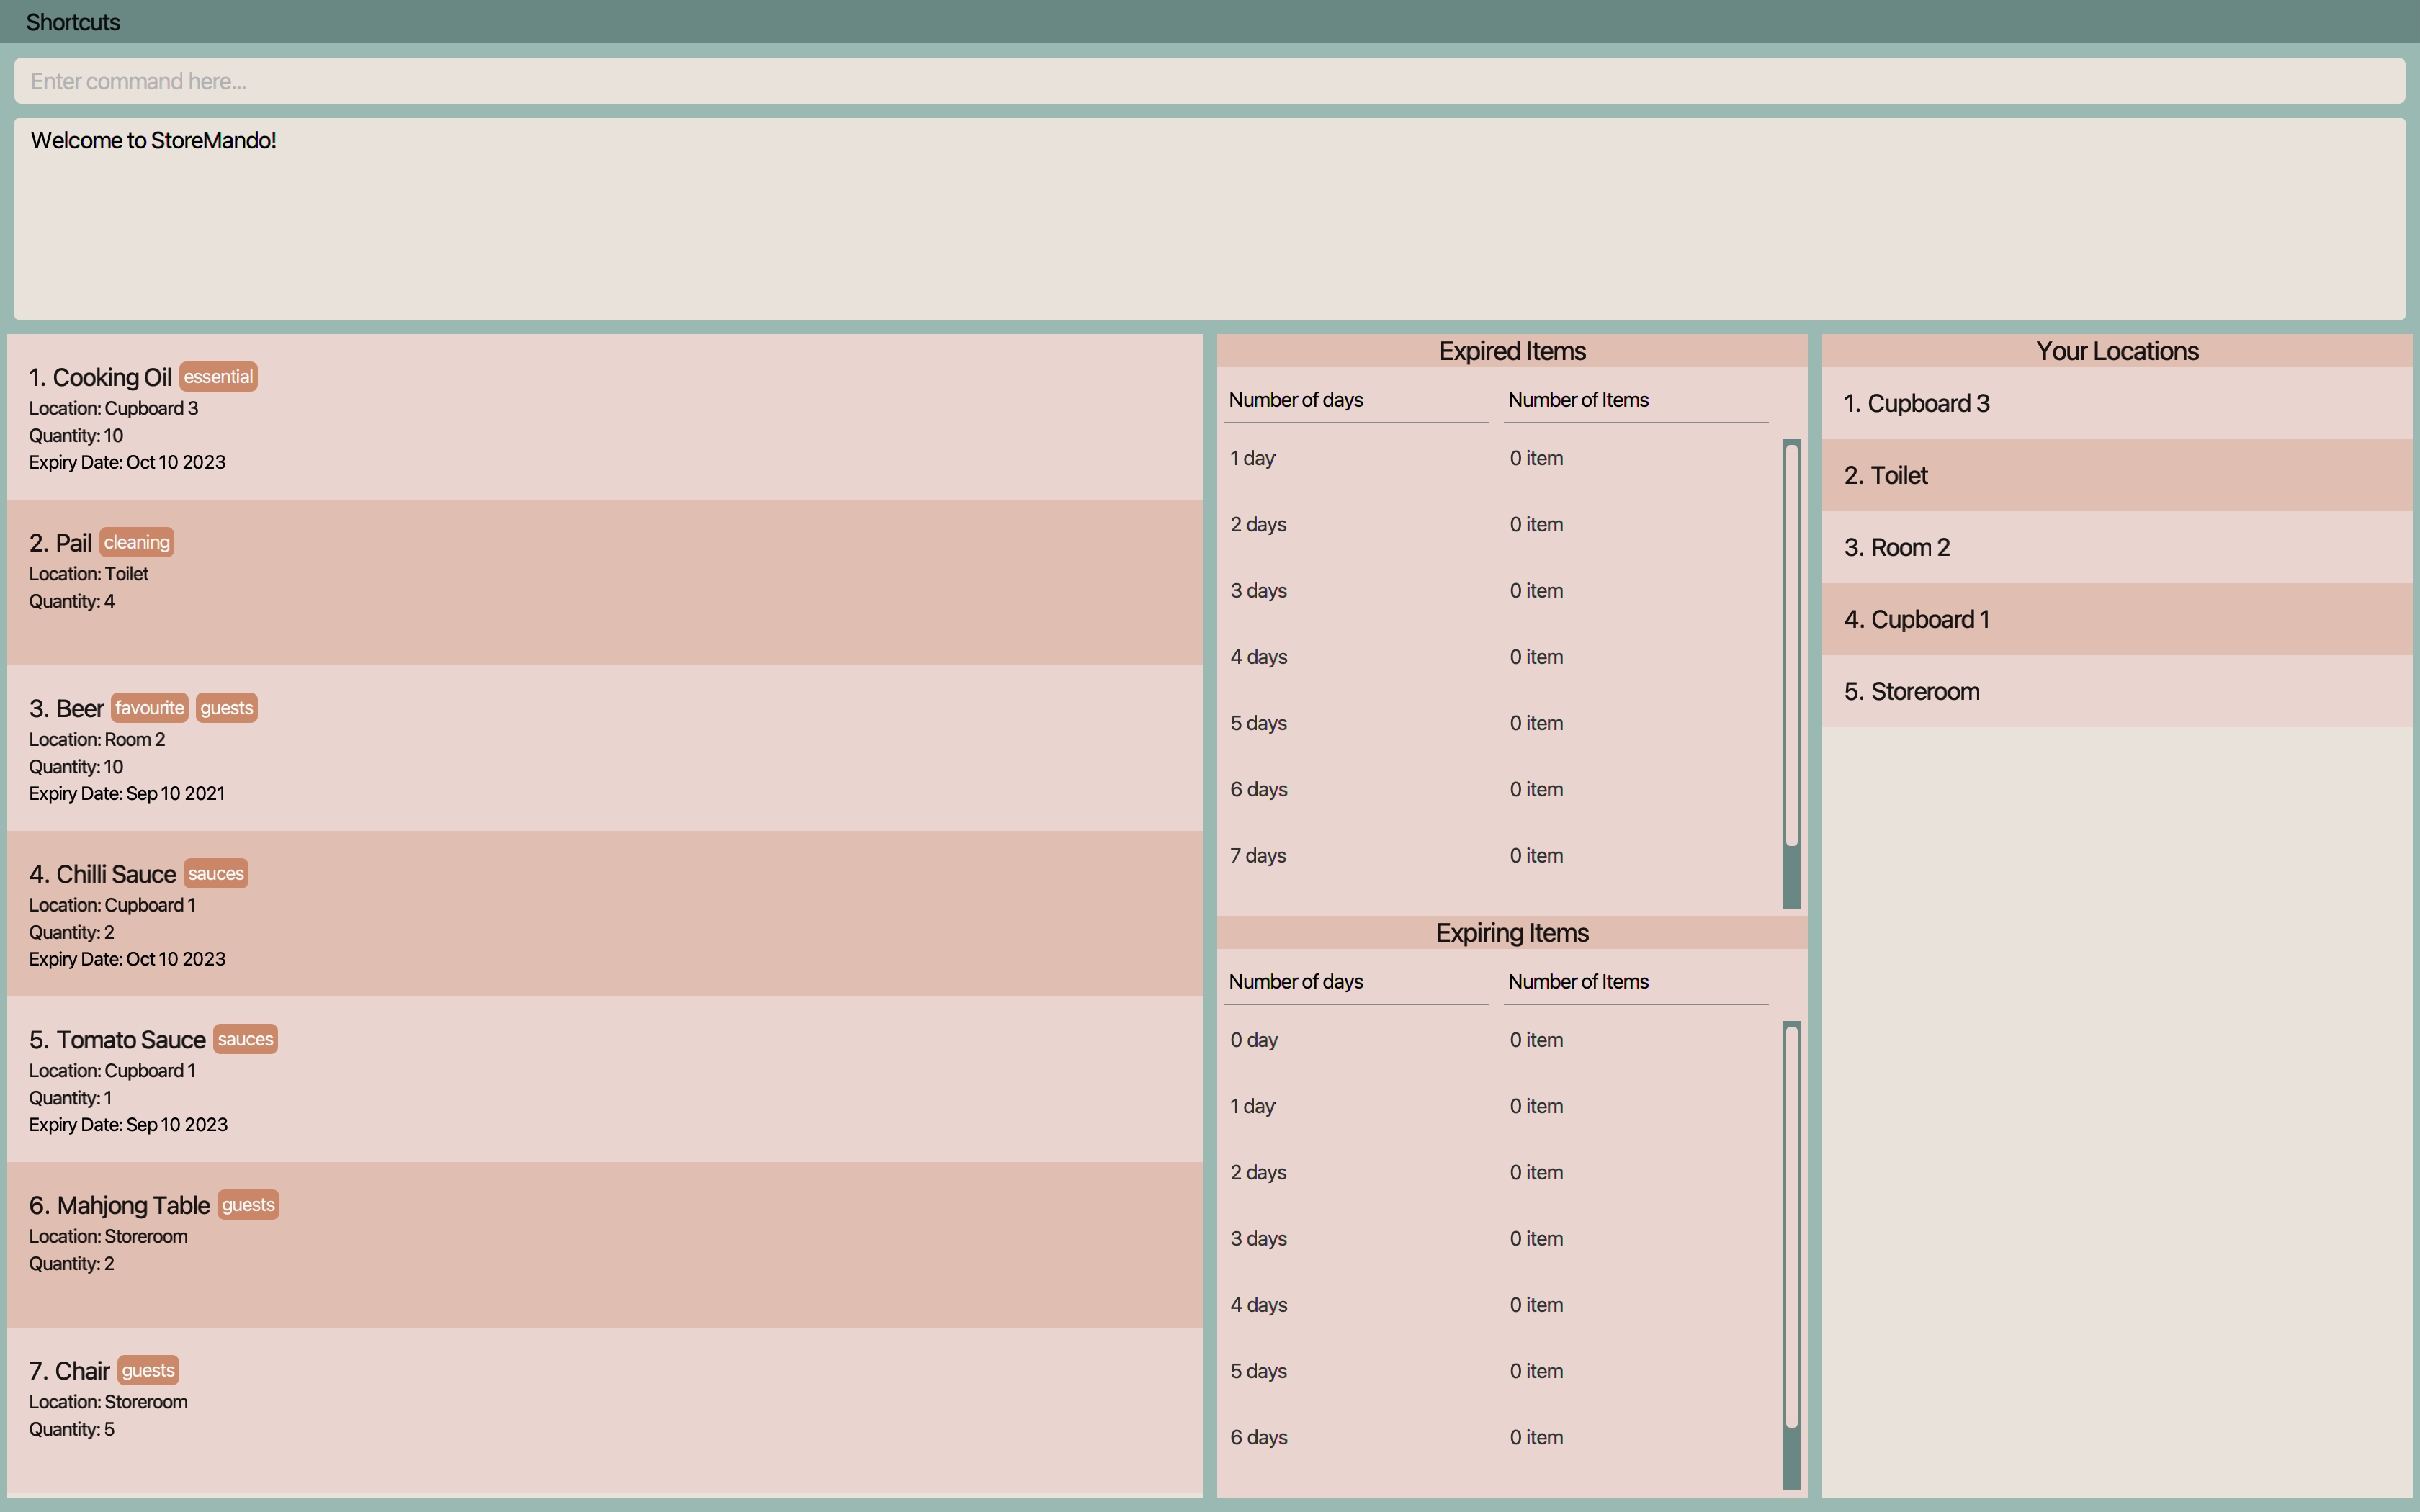 Shortcuts
Enter command here...
Welcome to StoreMando!
1. Cooking Oil essential
Location: Cupboard 3
Quantity: 10
Expiry Date: Oct 10 2023
2. Pail cleaning
Location: Toilet
Quantity: 4
3. Beer favourite guests
Location: Room 2
Quantity: 10
Expiry Date: Sep 10 2021
4. Chilli Sauce sauces
Location: Cupboard 1
Quantity: 2
Expiry Date: Oct 10 2023
5. Tomato Sauce sauces
Location: Cupboard 1
Quantity: 1
Expiry Date: Sep 10 2023
6. Mahjong Table guests
Location: Storeroom
Quantity: 2
7. Chair guests
Location: Storeroom
Quantity: 5
Expired Items
Number of days Number of Items
1 day 0 item
2 days 0 item
3 days 0 item
4 days 0 item
5 days 0 item
6 days 0 item
7 days 0 item
Expiring Items
Number of days Number of Items
0 day 0 item
1 day 0 item
2 days 0 item
3 days 0 item
4 days 0 item
5 days 0 item
6 days 0 item
Your Locations
1. Cupboard 3
2. Toilet
3. Room 2
4. Cupboard 1
5. Storeroom